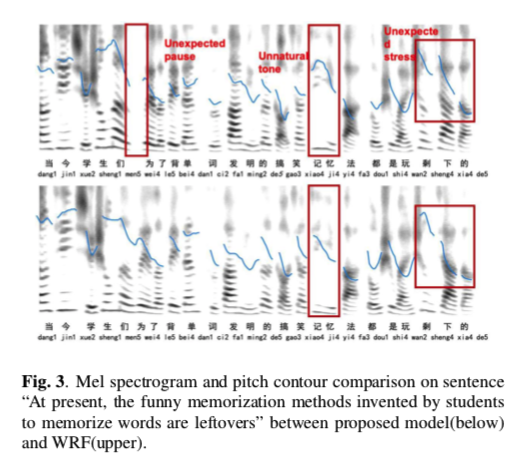 Unexpected
pause
Unnatural
tone
Unexpecte
d
stress
当 今 学 生 们 为 了 背 单 词 发 明 的 搞 笑 记 忆 法 都 是 玩 剩 下 的
dang1 jin1 xue2 sheng1 men5 wei4 le5 bei4 dan1 ci2 fa1 ming2 de5 gao3 xiao4 ji4 yi4 fa3 dou1 shi4 wan2 sheng4 xia4 de5
当 今 学 生 们 为 了 背 单 词 发 明 的 搞 笑 记 忆 法 都 是 玩 剩 下 的
dang1 jin1 xue2 sheng1 men5 wei4 le5 bei4 dan1 ci2 fa1 ming2 de5 gao3 xiao4 ji4 yi4 fa3 dou1 shi4 wan2 sheng4 xia4 de5
Fig. 3. Mel spectrogram and pitch contour comparison on sentence
“At present, the funny memorization methods invented by students
to memorize words are leftovers” between proposed model(below)
and WRF(upper).